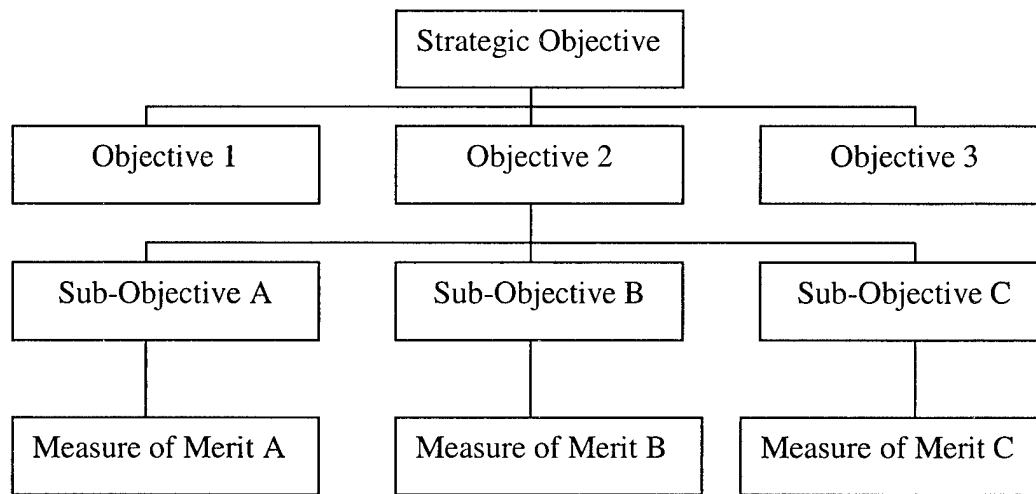 Strategic Objective
Objective 1
Objective 2
Objective 3
Sub-Objective A
Sub-Objective B
Sub-Objective C
Measure of Merit A
Measure of Merit B
Measure of Merit C